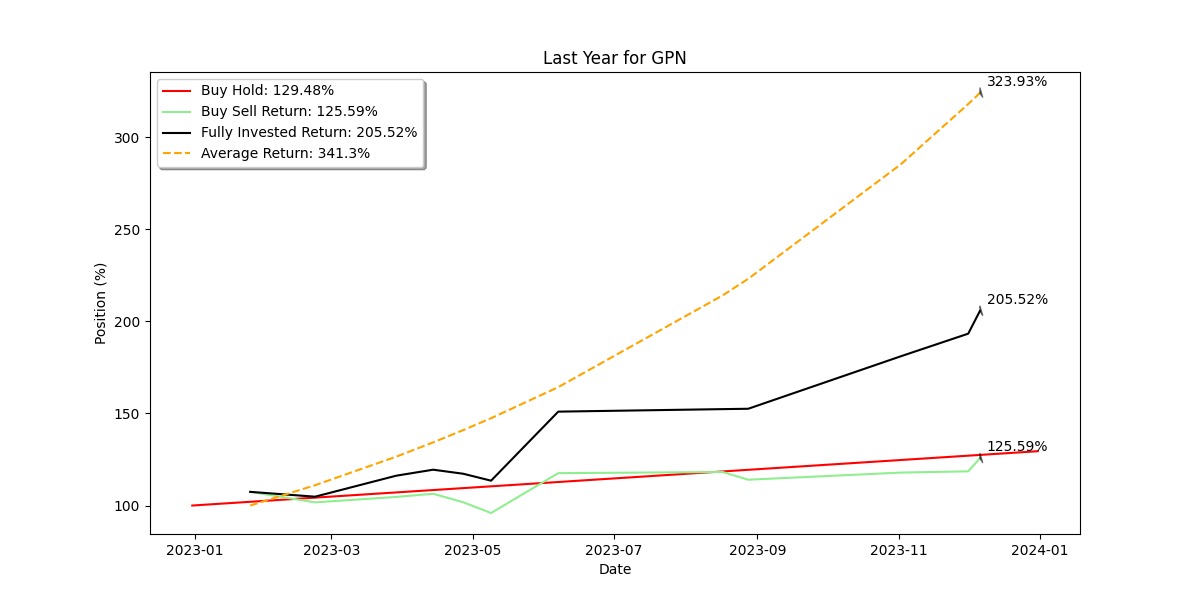 Last Year for GPN
323.93%
Buy Hold: 129.48%
Buy Sell Return: 125.59%
Fully Invested Return: 205.52%
Average Return: 341.3%
300
250
205.52%
200
150
125.59%
100
Position (%)
2023-01 2023-03 2023-05 2023-07 2023-09 2023-11 2024-01
Date